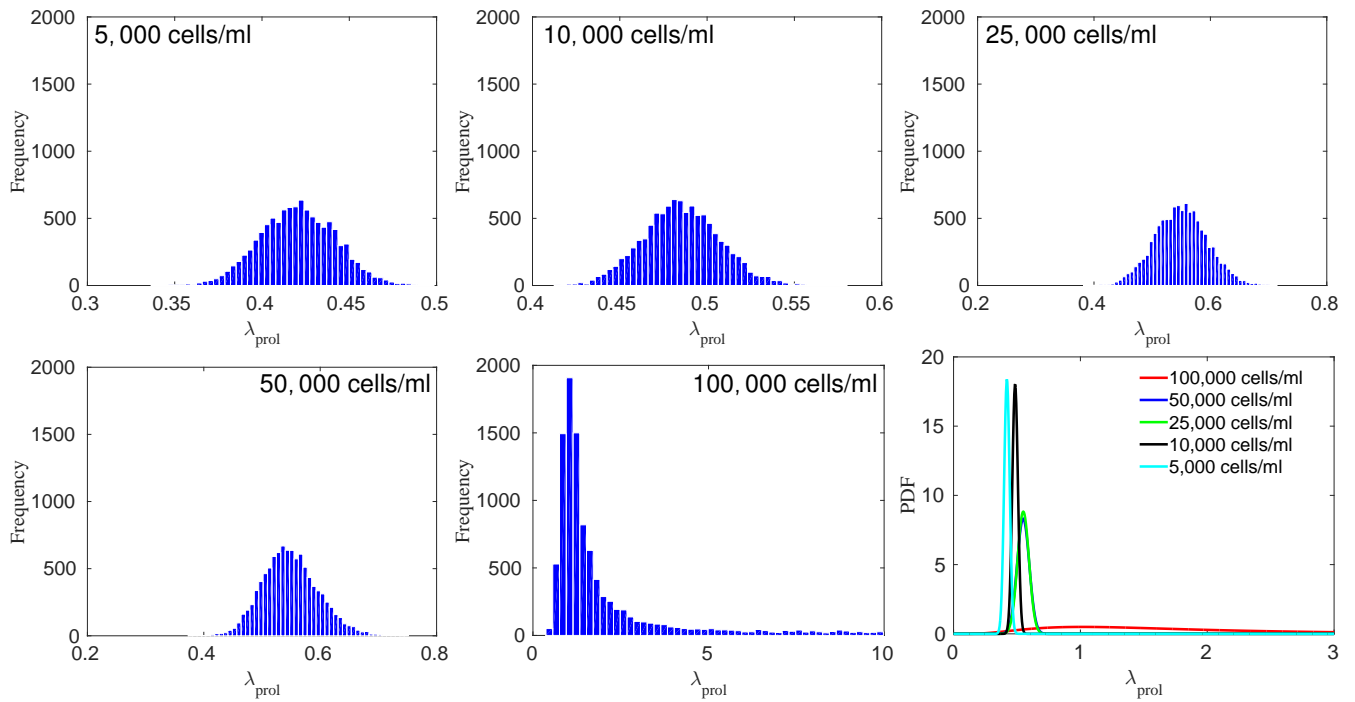 5,000 cells/ml
2000
1500
1000
500
0
Frequency
0.3 0.35 0.4 0.45 0.5
λprol
10,000 cells/ml
2000
1500
1000
500
0
Frequency
0.4 0.45 0.5 0.55 0.6
λprol
25,000 cells/ml
2000
1500
1000
500
0
Frequency
0.2 0.4 0.6 0.8
λprol
50,000 cells/ml
2000
1500
1000
500
0
Frequency
0.2 0.4 0.6 0.8
λprol
100,000 cells/ml
2000
1500
1000
500
0
Frequency
0 5 10
λprol
20
15
10
5
0
PDF
100,000 cells/ml
50,000 cells/ml
25,000 cells/ml
10,000 cells/ml
5,000 cells/ml
0 1 2 3
λprol